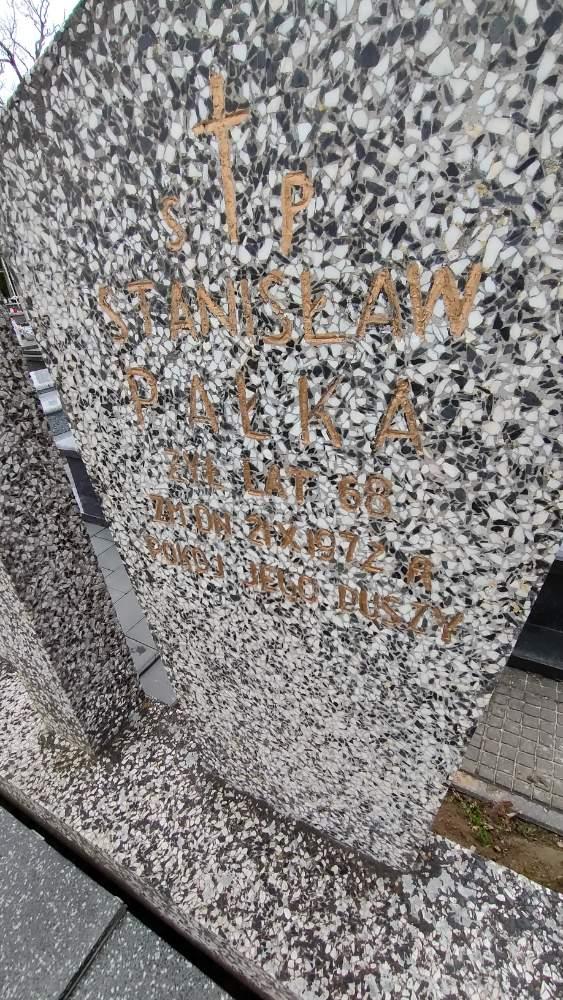 S P
STANISŁAW
PAŁKA
ŻYŁ LAT 68
ZM DN 21 X 1972 R
POKÓJ JEGO DUSZY